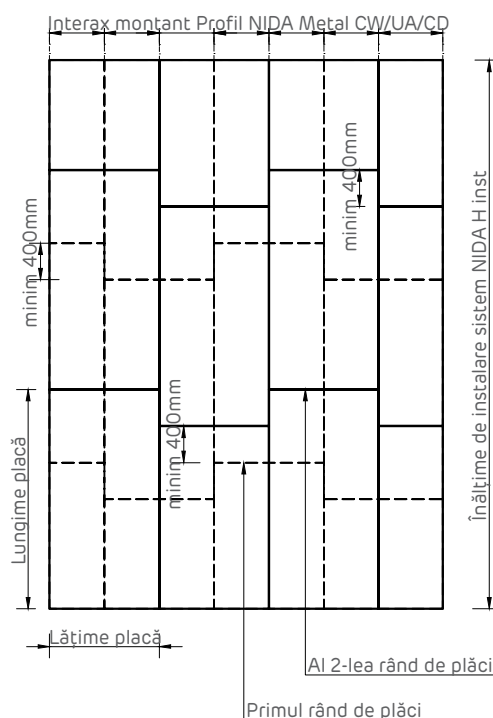 Interax montant Profil NIDA Metal CW/UA/CD
minim 400mm
minim 400mm
minim 400mm
Înălțime de instalare sistem NIDA H inst
Lungime placă
Lățime placă
Al 2-lea rând de plăci
Primul rând de plăci